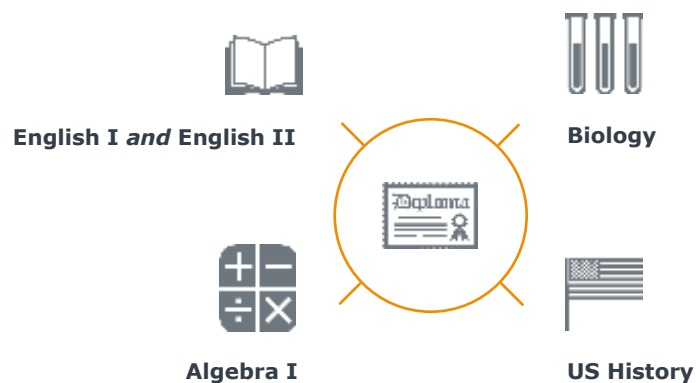 English I and English II
Biology
Diploma
Algebra I
US History